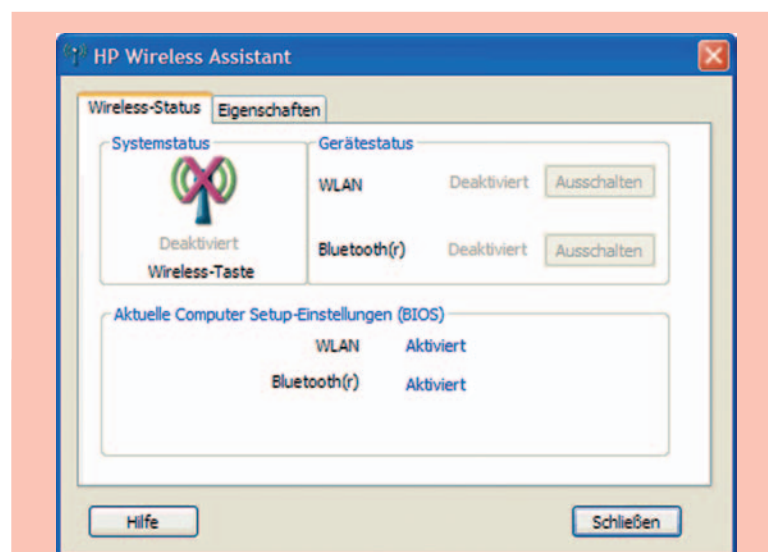 HP Wireless Assistant
Wireless-Status Eigenschaften
Systemstatus
Deaktiviert
Wireless-Taste
Gerätestatus
WLAN Deaktiviert Ausschalten
Bluetooth(r) Deaktiviert Ausschalten
Aktuelle Computer Setup-Einstellungen (BIOS)
WLAN Aktiviert
Bluetooth(r) Aktiviert
Hilfe Schließen